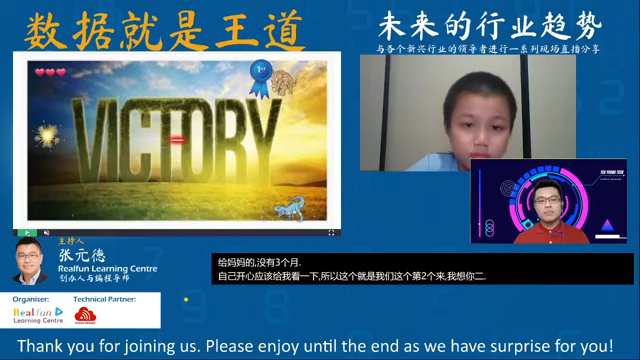 数据就是王道
未来的行业趋势
与各个新兴行业的领导者进行一系列现场直播分享
1st
VICTORY
主持人
张元德
Realfun Learning Centre
创办人与编程导师
给妈妈的,没有3个月.
自己开心应该给我看一下,所以这个就是我们这个第2个来,我想你二.
Organiser:
Technical Partner:
Realfun
Learning Centre
Thank you for joining us. Please enjoy until the end as we have surprise for you!